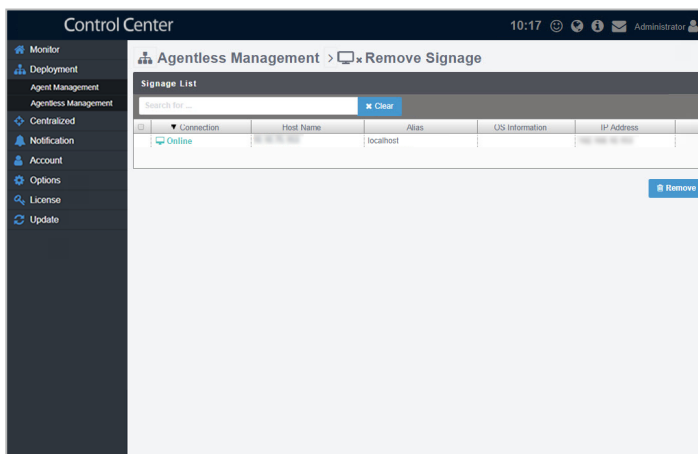 Control Center
10:17 Administrator
Monitor
Deployment
Agent Management
Agentless Management
Centralized
Notification
Account
Options
License
Update
Agentless Management > Remove Signage
Signage List
Search for ...
× Clear
▼ Connection Host Name Alias OS Information IP Address
Online localhost
Remove